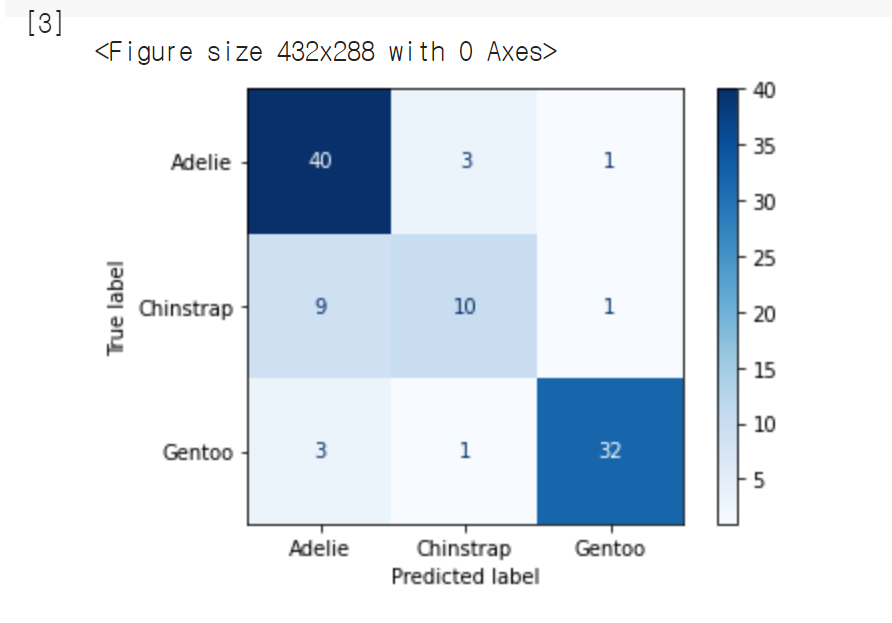 [3]
<Figure size 432x288 with 0 Axes>
40
Adelie 40 3 1
35
30
Chinstrap 9 10 1
25
20
15
Gentoo 3 1 32
10
5
True label
Adelie Chinstrap Gentoo
Predicted label